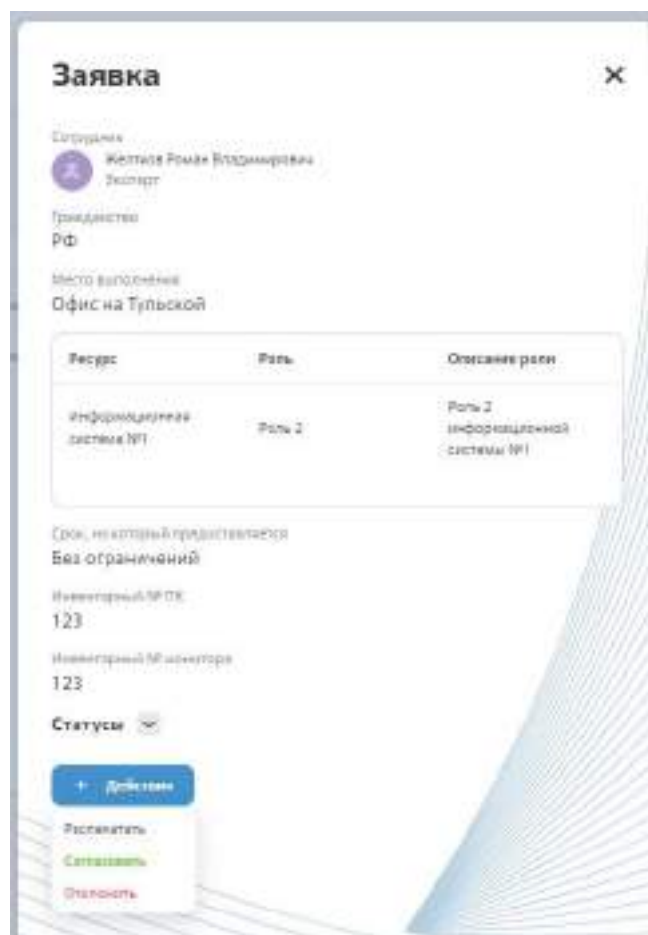 Заявка
Сотрудник
Роман Владимирович
Эксперт
Гражданство
РФ
Место выполнения
Офис на Тульской
Ресурс Роль Описание роли
Информационная система №1
Роль 2
Роль 2 информационной системы №1
Срок, на который предоставляется
Без ограничений
Инвентарный № ПК
123
Инвентарный № монитора
123
Статусы
+ Действия
Распечатать
Согласовать
Отклонить